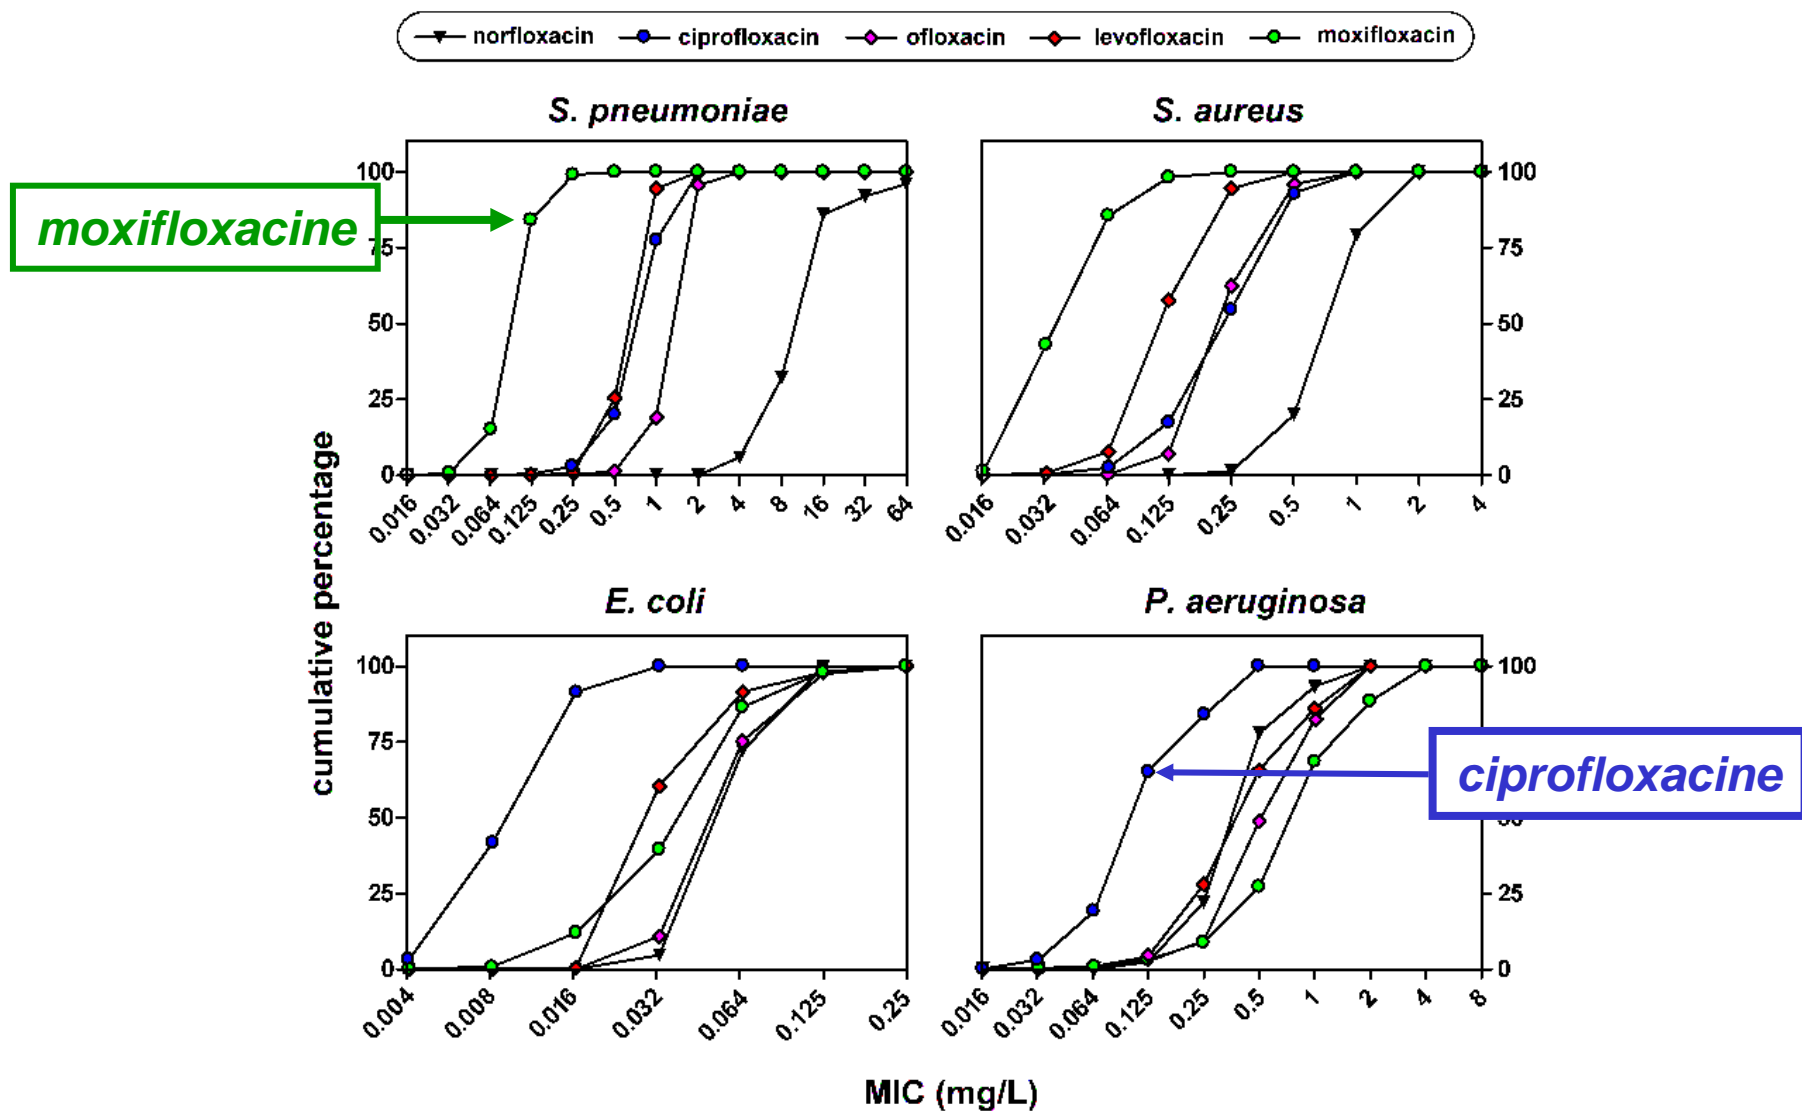 norfloxacin ciprofloxacin ofloxacin levofloxacin moxifloxacin
S. pneumoniae
S. aureus
100
75
50
25
0
100
75
50
25
0
moxifloxacine
0.016 0.032 0.064 0.125 0.25 0.5 1 2 4 8 16 32 64
0.016 0.032 0.064 0.125 0.25 0.5 1 2 4
cumulative percentage
E. coli
P. aeruginosa
100
75
50
25
0
100
50
25
0
ciprofloxacine
0.004 0.008 0.016 0.032 0.064 0.125 0.25
0.016 0.032 0.064 0.125 0.25 0.5 1 2 4 8
MIC (mg/L)